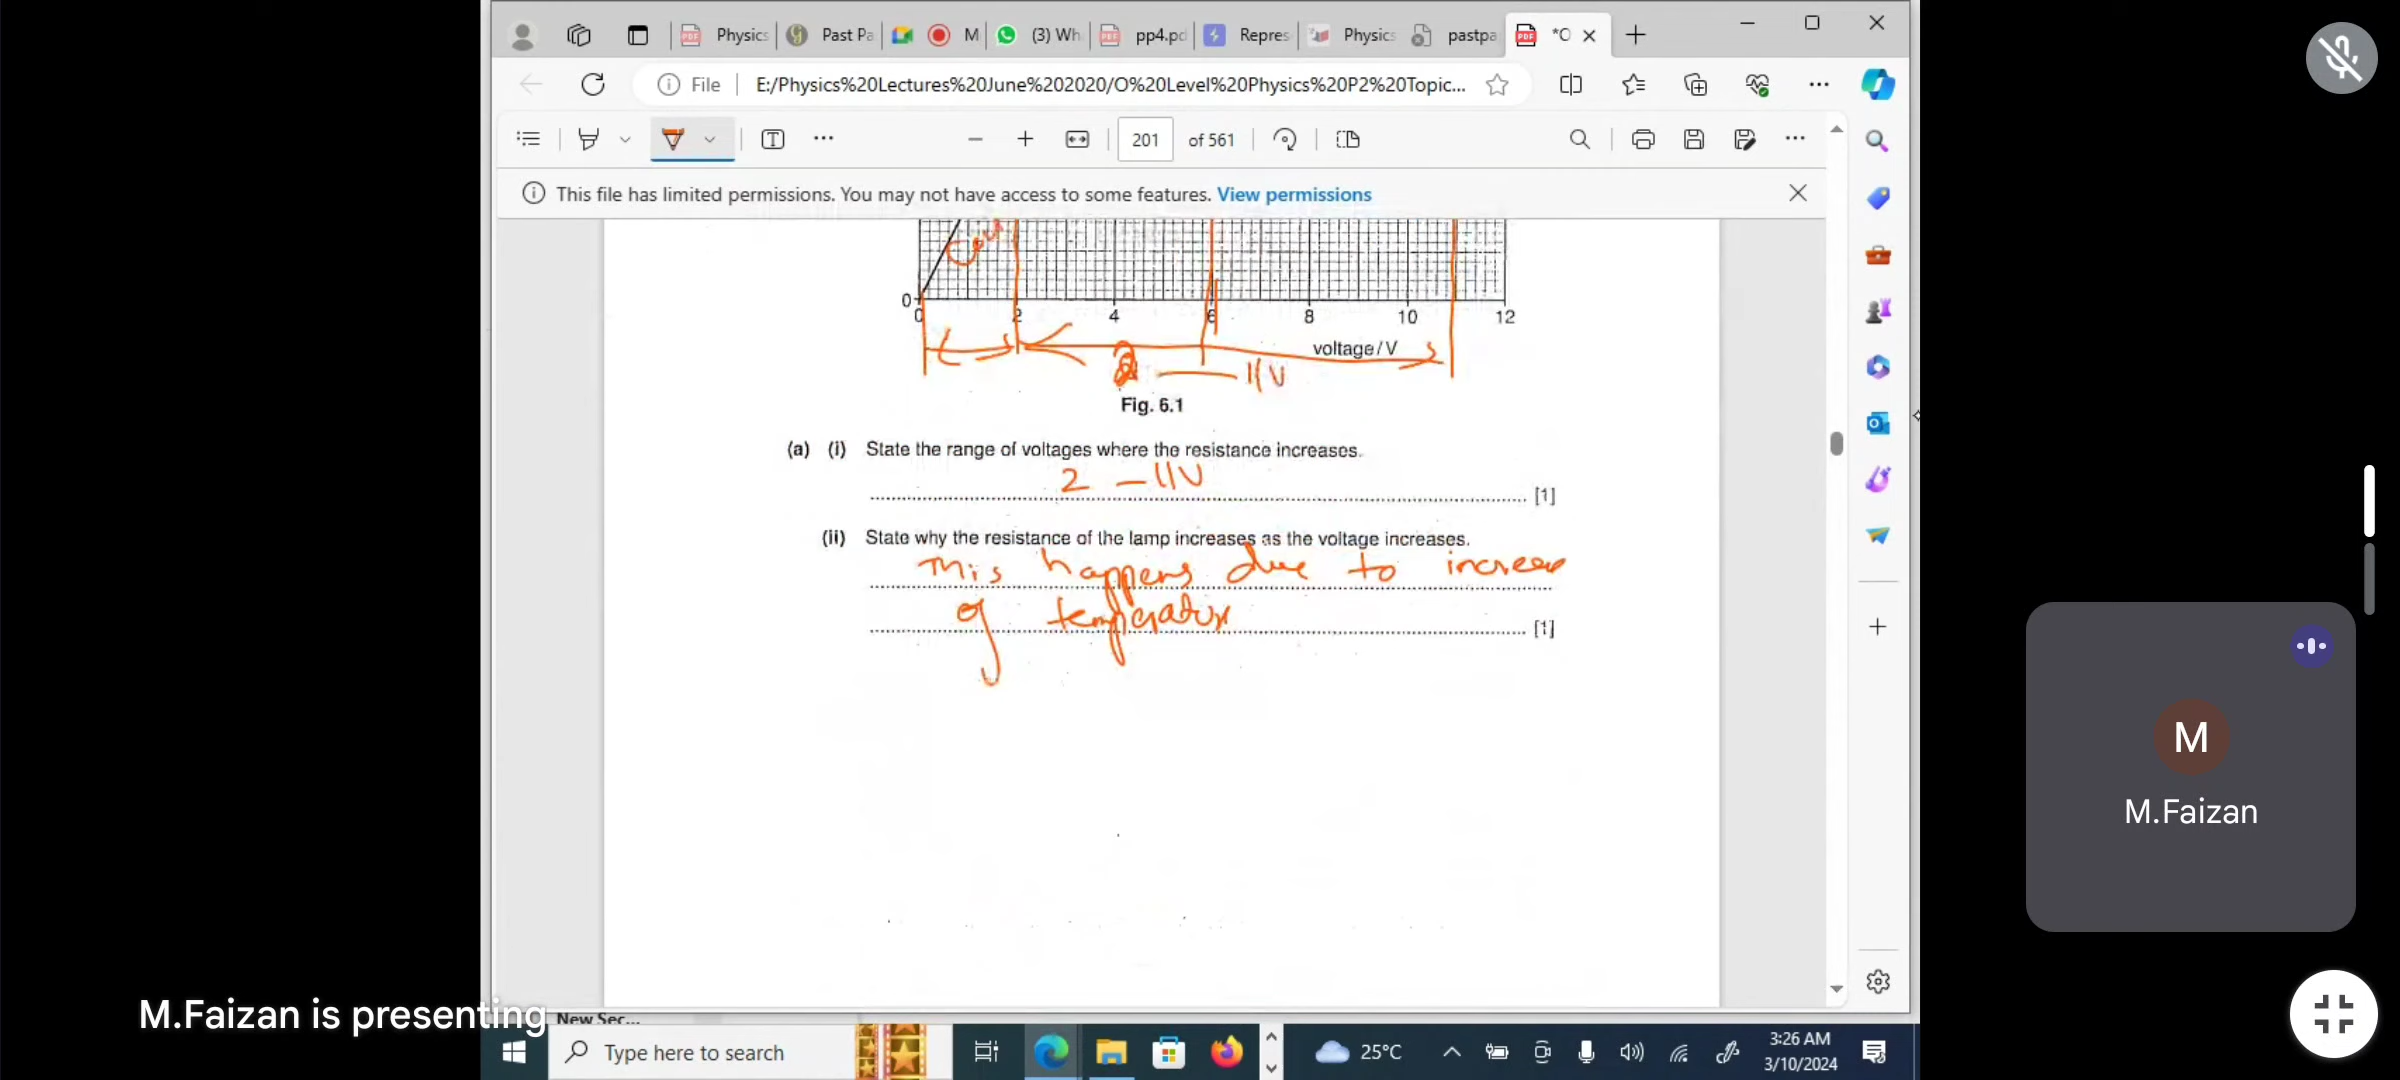 Physics
Past Pa
M
(3) Wh
pp4.pd
Repres
Physics
pastpa
*O
File
E:/Physics%20Lectures%20June%202020/O%20Level%20Physics%20P2%20Topic...
201 of 561
This file has limited permissions. You may not have access to some features. View permissions
0
0 2 4 6 8 10 12
voltage/V
2 — 11V
Fig. 6.1
(a) (i) State the range of voltages where the resistance increases.
2 – 11V
[1]
(ii) State why the resistance of the lamp increases as the voltage increases.
This happens due to increase
of temperature
[1]
M
M.Faizan
M.Faizan is presenting
New Sec...
Type here to search
25°C
3:26 AM
3/10/2024